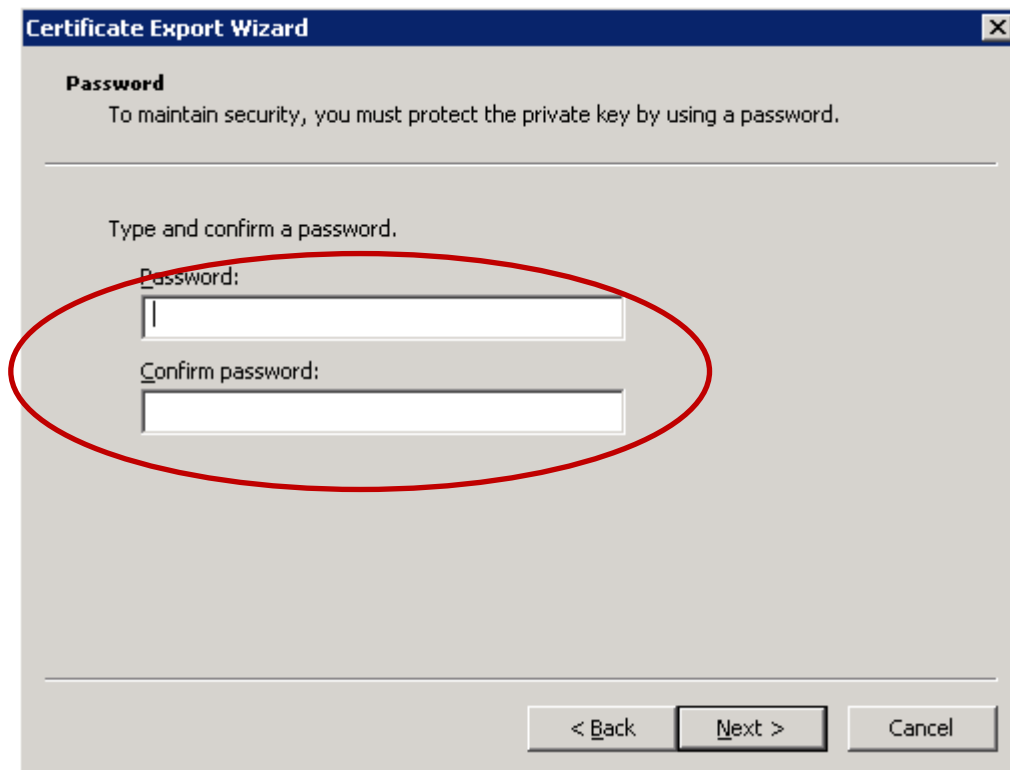 Certificate Export Wizard
Password
To maintain security, you must protect the private key by using a password.
Type and confirm a password.
Password:
Confirm password:
< Back Next > Cancel